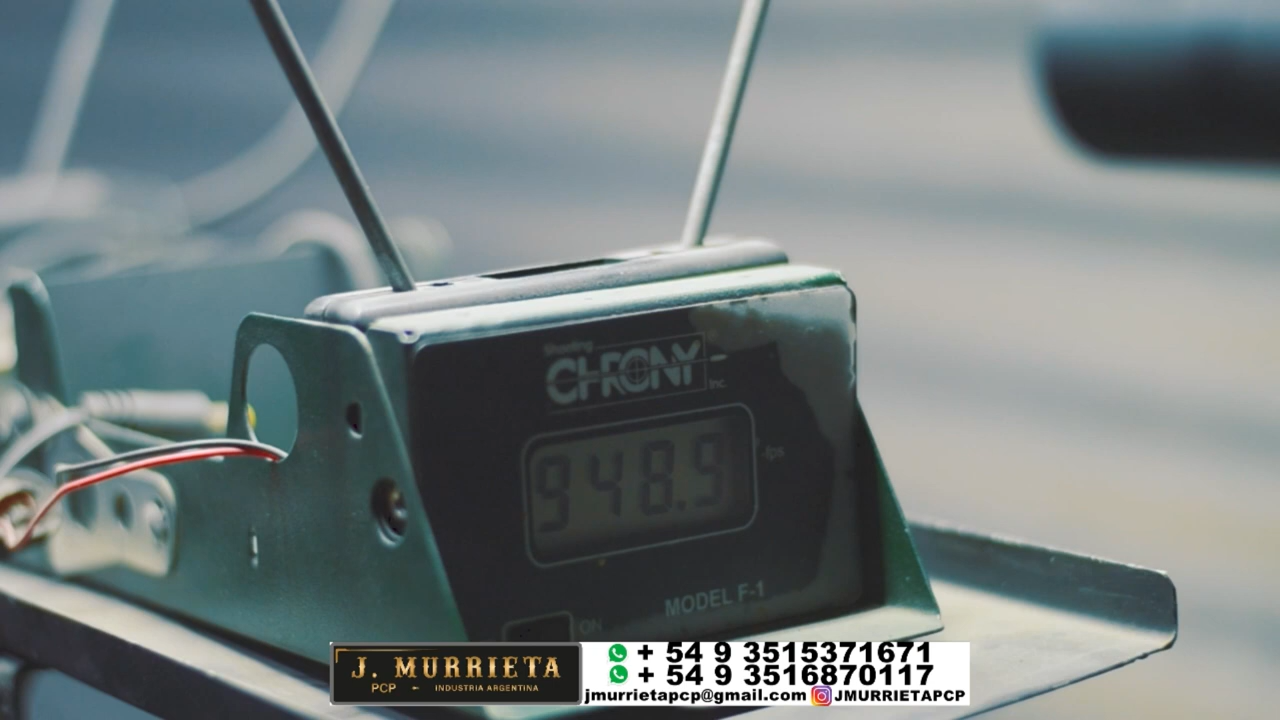 Shooting
CHRONY
Inc.
948.9
fps
MODEL F-1
ON
J. MURRIETA
PCP - INDUSTRIA ARGENTINA
+ 54 9 3515371671
+ 54 9 3516870117
jmurrietapcp@gmail.com JMURRIETAPCP